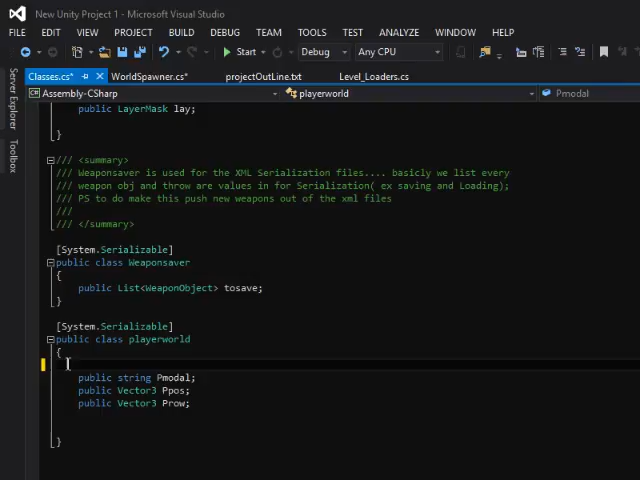 New Unity Project 1 - Microsoft Visual Studio
FILE EDIT VIEW PROJECT BUILD DEBUG TEAM TOOLS TEST ANALYZE WINDOW HELP
Start Debug Any CPU
Server Explorer
Toolbox
Classes.cs* WorldSpawner.cs* projectOutLine.txt Level_Loaders.cs
Assembly-CSharp playerworld Pmodal
public LayerMask lay;
}
/// <summary>
/// Weaponsaver is used for the XML Serialization files.... basicly we list every
/// weapon obj and throw are values in for Serialization( ex saving and Loading);
/// PS to do make this push new weapons out of the xml files
///
/// </summary>
[System.Serializable]
public class Weaponsaver
{
public List<WeaponObject> tosave;
}
[System.Serializable]
public class playerworld
{
public string Pmodal;
public Vector3 Ppos;
public Vector3 Prow;
}